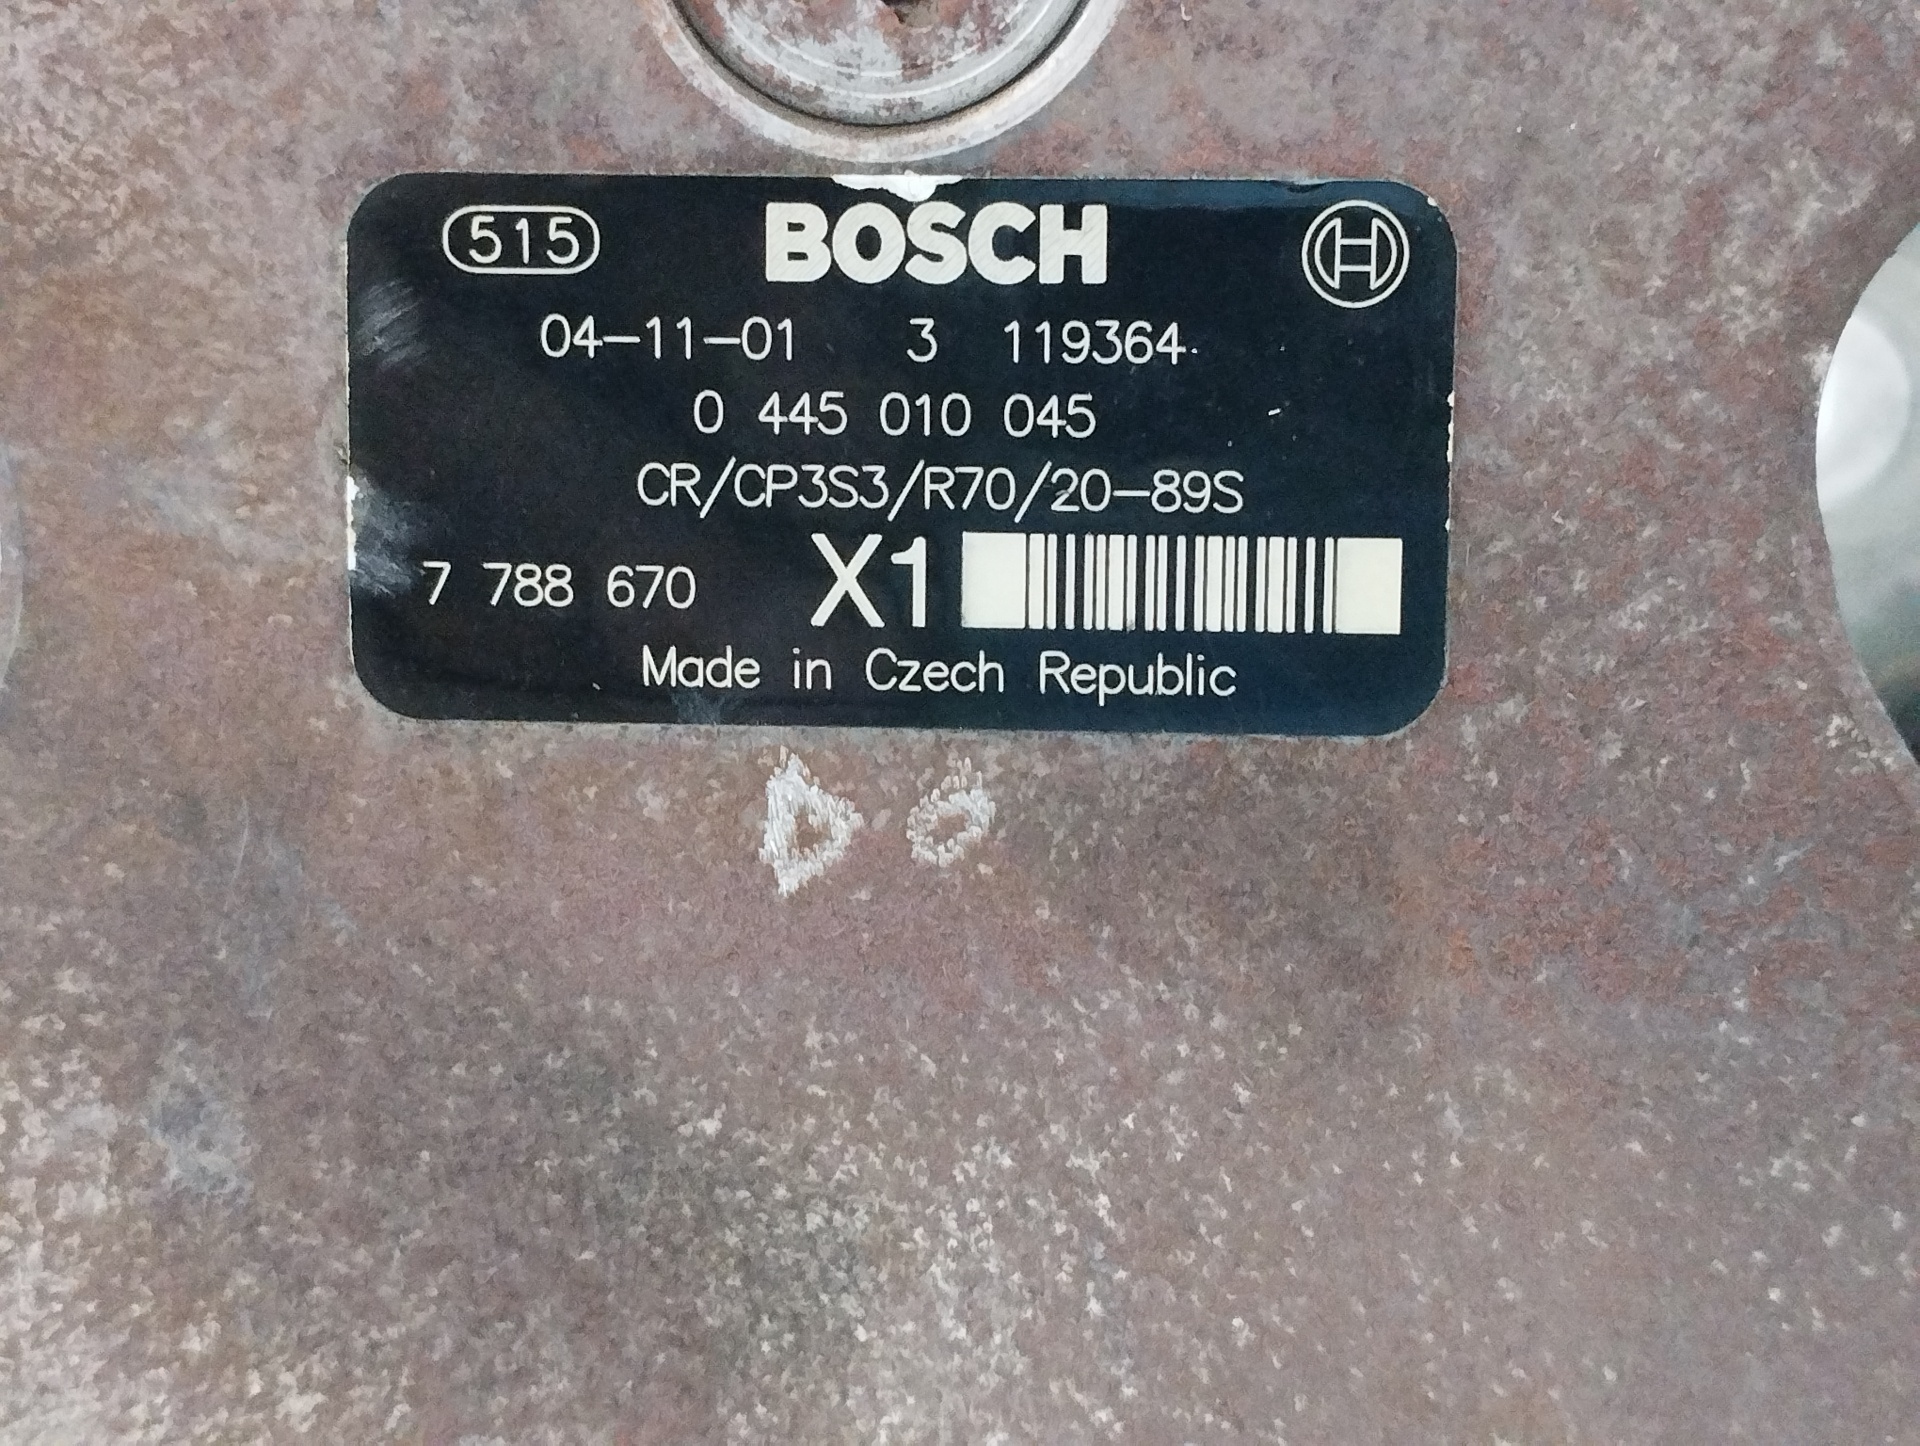 515 BOSCH
04-11-01 3 119364
0 445 010 045
CR/CP3S3/R70/20-89S
7 788 670 X1
Made in Czech Republic